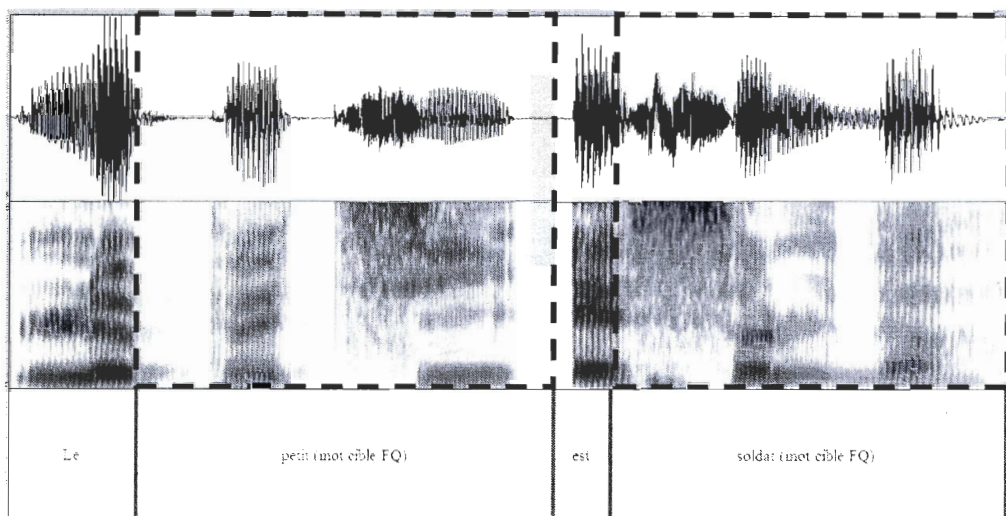 Le
petit (mot cible FQ)
est
soldat (mot cible FQ)